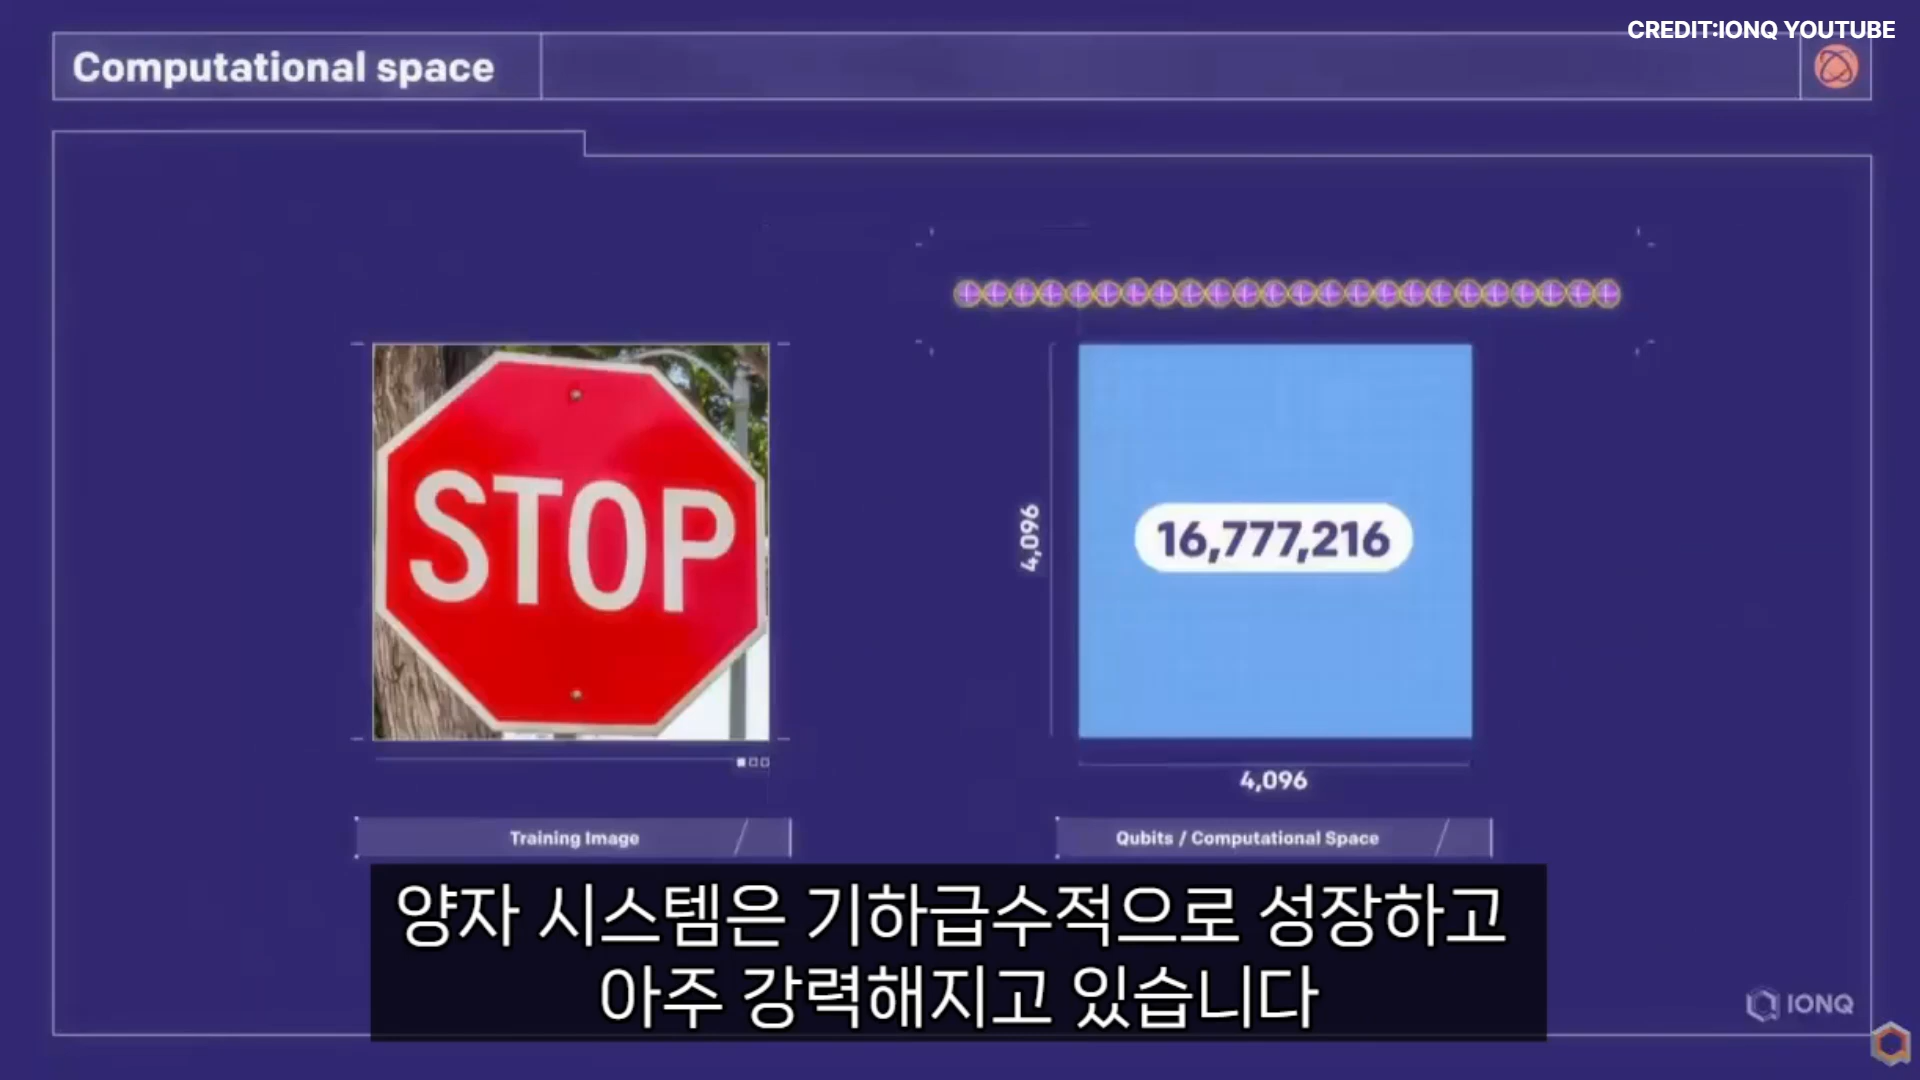 CREDIT:IONQ YOUTUBE
Computational space
STOP
16,777,216
4,096
4,096
Training Image
Qubits / Computational Space
양자 시스템은 기하급수적으로 성장하고
아주 강력해지고 있습니다
IONQ